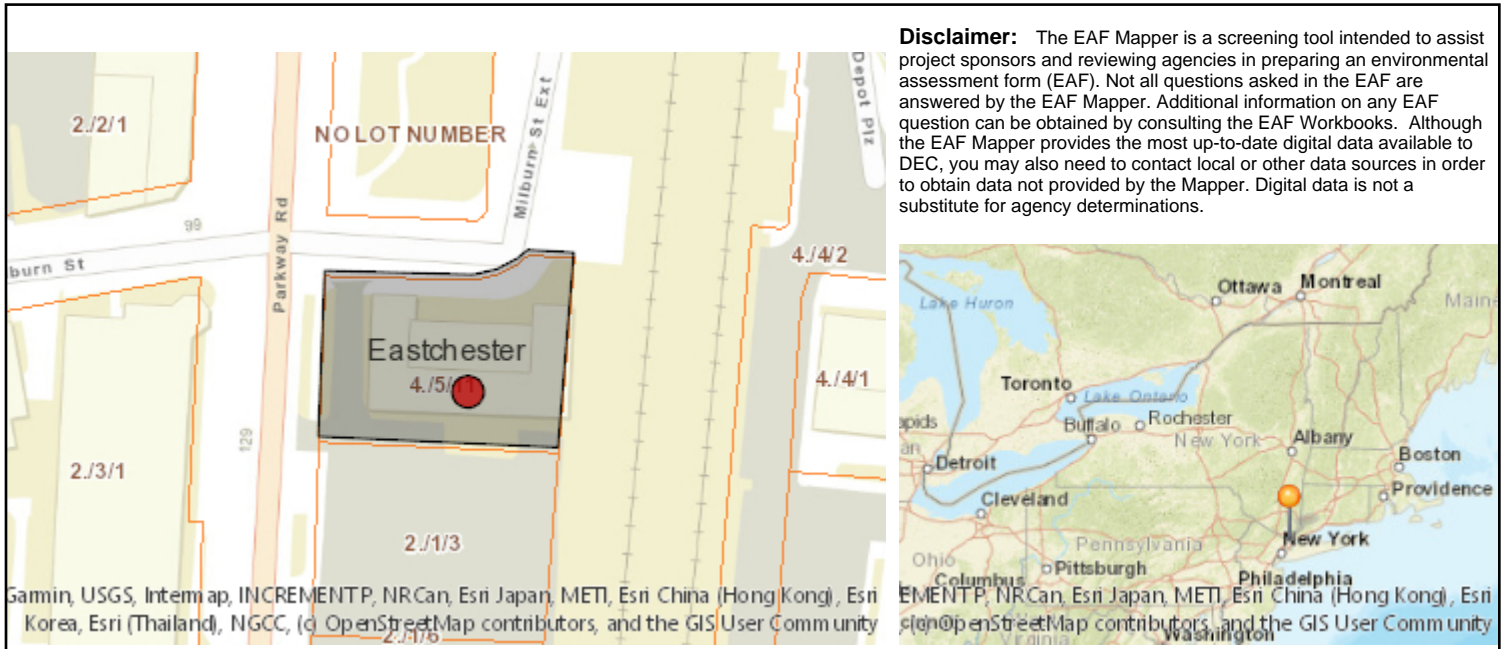 Disclaimer: The EAF Mapper is a screening tool intended to assist
project sponsors and reviewing agencies in preparing an environmental
assessment form (EAF). Not all questions asked in the EAF are
answered by the EAF Mapper. Additional information on any EAF
question can be obtained by consulting the EAF Workbooks. Although
the EAF Mapper provides the most up-to-date digital data available to
DEC, you may also need to contact local or other data sources in order
to obtain data not provided by the Mapper. Digital data is not a
substitute for agency determinations.
2./2/1
NO LOT NUMBER
Milburn St Ext
Depot Plz
99
Parkway Rd
burn St
4./4/2
Eastchester
4./5/
4./4/1
129
2./3/1
2./1/3
Garmin, USGS, Intermap, INCREMENT P, NRCan, Esri Japan, METI, Esri China (Hong Kong), Esri
Korea, Esri (Thailand), NGCC, (c) OpenStreetMap contributors, and the GIS User Community
2./1/6
Ottawa
Montreal
Lake Huron
Maine
Toronto
Lake Ontario
apids
Buffalo
Rochester
New York
Albany
an
Detroit
Boston
Providence
Cleveland
New York
Pennsylvania
Ohio
Pittsburgh
Columbus
Philadelphia
EMENT P, NRCan, Esri Japan, METI, Esri China (Hong Kong), Esri
(c) OpenStreetMap contributors, and the GIS User Community
Virginia
Washington